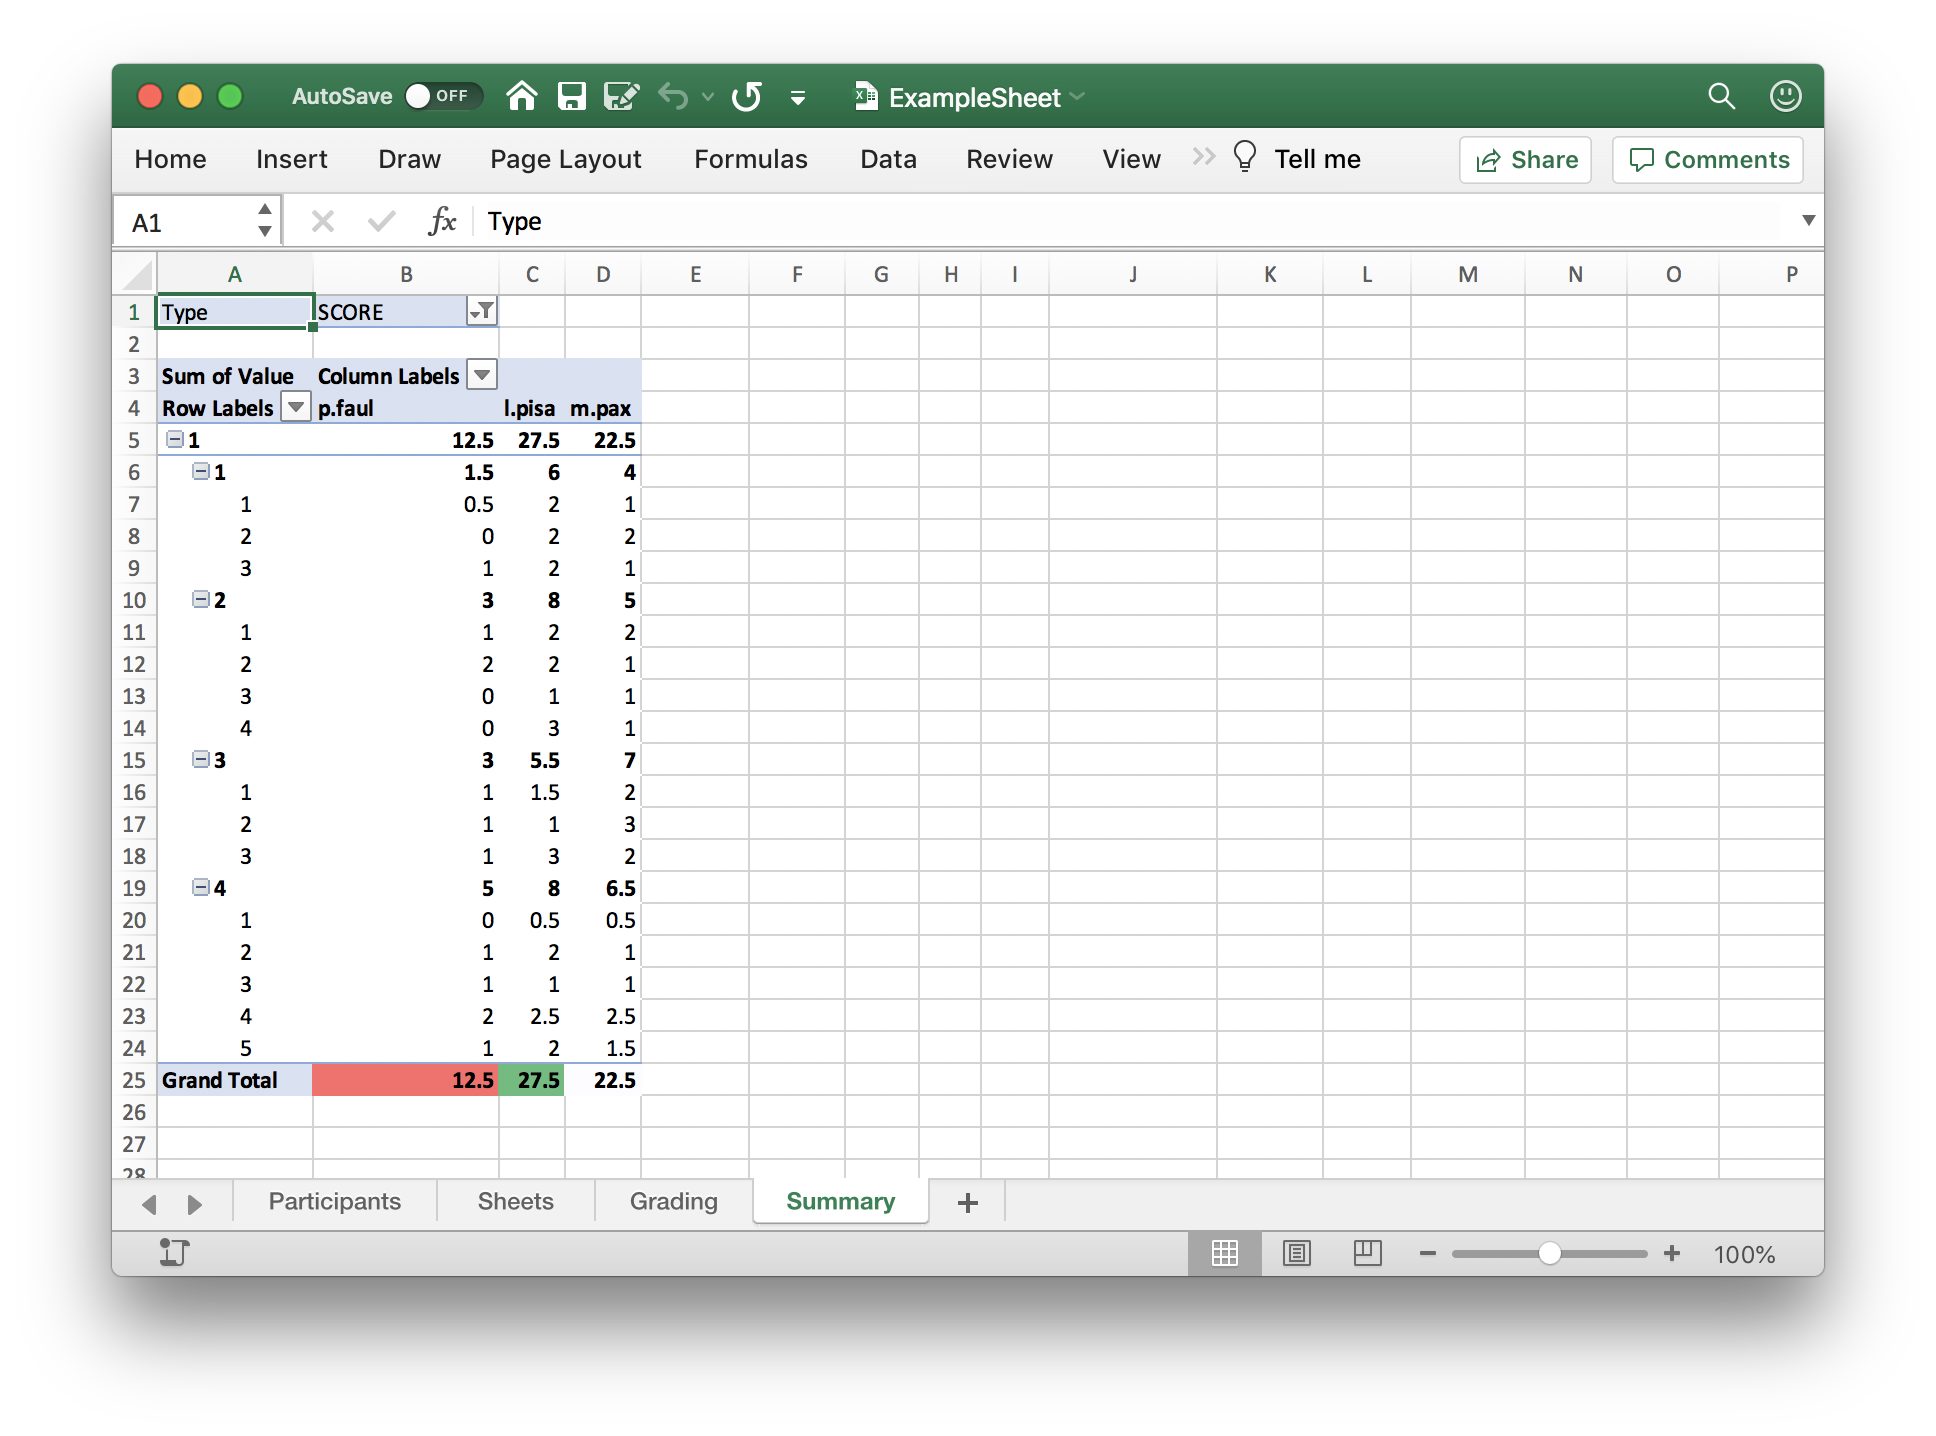 AutoSave OFF ExampleSheet
Home Insert Draw Page Layout Formulas Data Review View Tell me Share Comments
A1 fx Type
A B C D E F G H I J K L M N O P
1 Type SCORE
2
3 Sum of Value Column Labels
4 Row Labels p.faul l.pisa m.pax
5 1 12.5 27.5 22.5
6 1 1.5 6 4
7 1 0.5 2 1
8 2 0 2 2
9 3 1 2 1
10 2 3 8 5
11 1 1 2 2
12 2 2 2 1
13 3 0 1 1
14 4 0 3 1
15 3 3 5.5 7
16 1 1 1.5 2
17 2 1 1 3
18 3 1 3 2
19 4 5 8 6.5
20 1 0 0.5 0.5
21 2 1 2 1
22 3 1 1 1
23 4 2 2.5 2.5
24 5 1 2 1.5
25 Grand Total 12.5 27.5 22.5
26
27
28
Participants Sheets Grading Summary +
100%